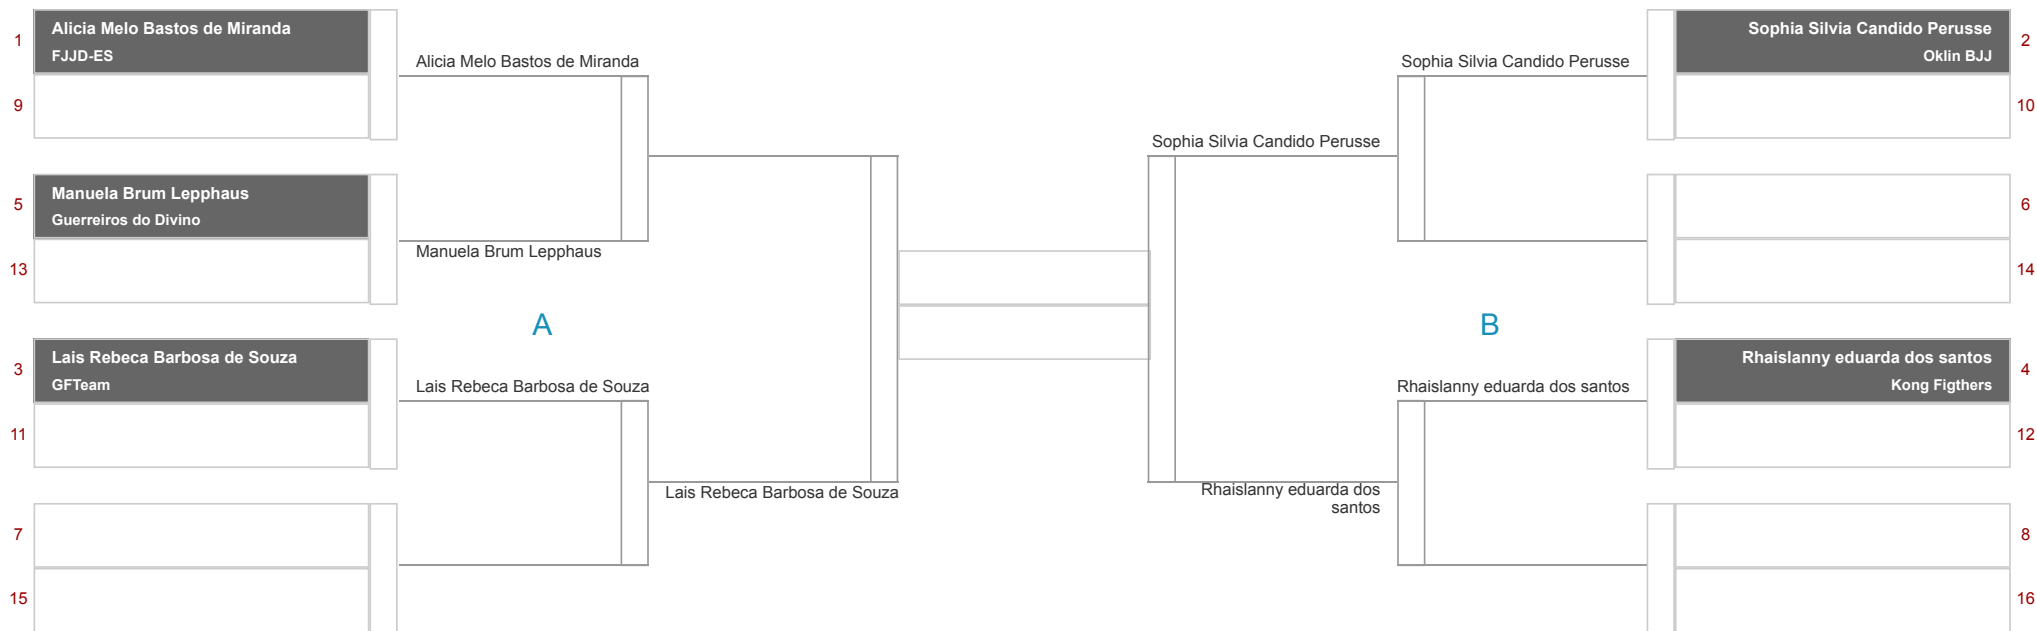 1
Alicia Melo Bastos de Miranda
FJJD-ES
9
5
Manuela Brum Lepphaus
Guerreiros do Divino
13
3
Lais Rebeca Barbosa de Souza
GFTeam
11
7
15
Alicia Melo Bastos de Miranda
Manuela Brum Lepphaus
A
Lais Rebeca Barbosa de Souza
Lais Rebeca Barbosa de Souza
Sophia Silvia Candido Perusse
Rhaislanny eduarda dos
santos
Sophia Silvia Candido Perusse
B
Rhaislanny eduarda dos santos
Sophia Silvia Candido Perusse
Oklin BJJ
2
10
6
14
Rhaislanny eduarda dos santos
Kong Figthers
4
12
8
16